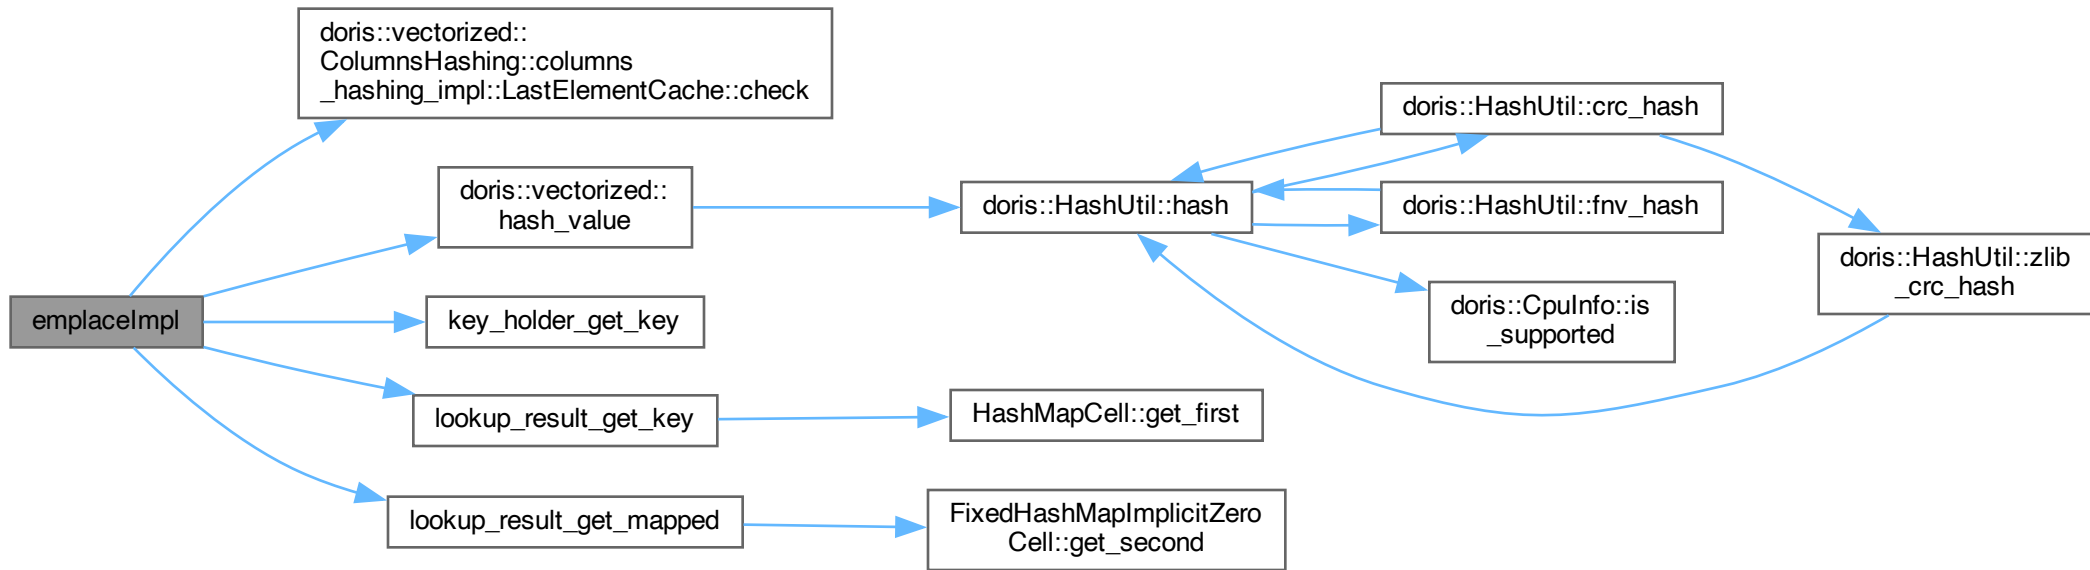 doris::vectorized::
ColumnsHashing::columns
_hashing_impl::LastElementCache::check
doris::HashUtil::crc_hash
doris::vectorized::
hash_value
doris::HashUtil::hash
doris::HashUtil::fnv_hash
doris::HashUtil::zlib
_crc_hash
emplaceImpl
key_holder_get_key
doris::CpuInfo::is
_supported
lookup_result_get_key
HashMapCell::get_first
lookup_result_get_mapped
FixedHashMapImplicitZero
Cell::get_second